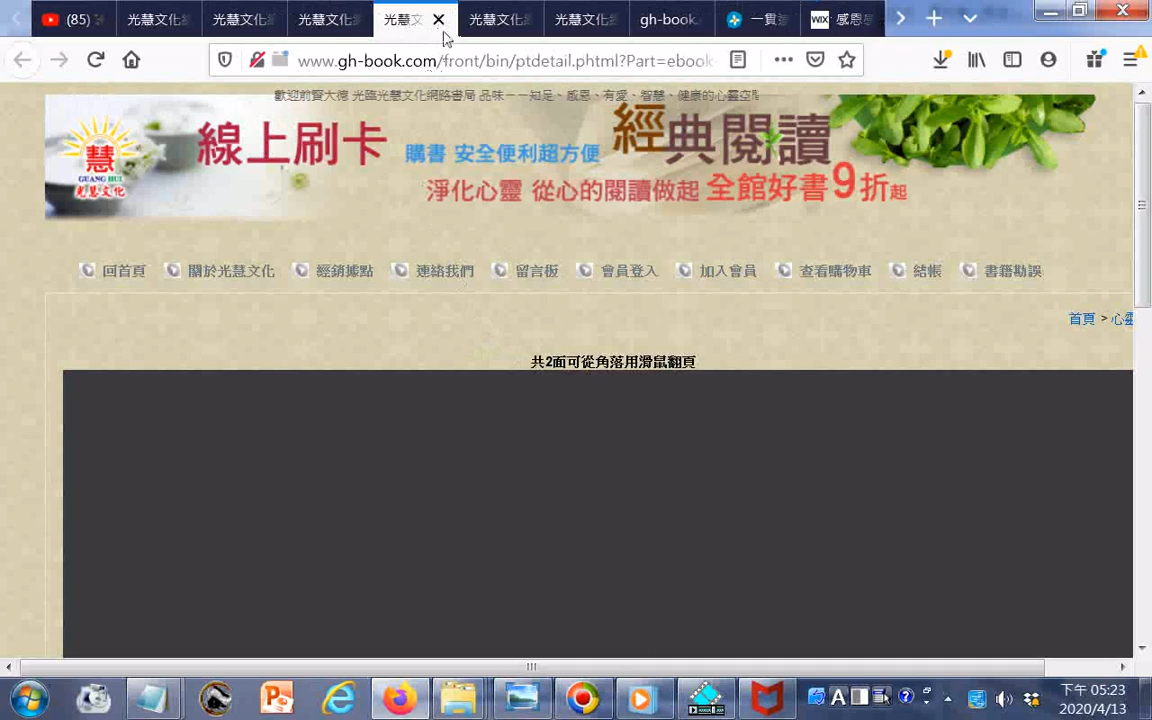 (85)
光慧文化
光慧文化
光慧文化
光慧文
光慧文化
光慧文化
gh-book.
一貫
WIX 感恩
www.gh-book.com/front/bin/ptdetail.phtml?Part=ebook
歡迎前賢大德 光臨光慧文化網路書局 品味－－知足、感恩、有愛、智慧、健康的心靈空間
慧
GUANG HUI
光慧文化
線上刷卡
購書 安全便利超方便
經典閱讀
淨化心靈 從心的閱讀做起 全館好書9折起
回首頁 關於光慧文化 經銷據點 連絡我們 留言板 會員登入 加入會員 查看購物車 結帳 書籍勘誤
首頁 > 心靈
共2面可從角落用滑鼠翻頁
下午 05:23
2020/4/13